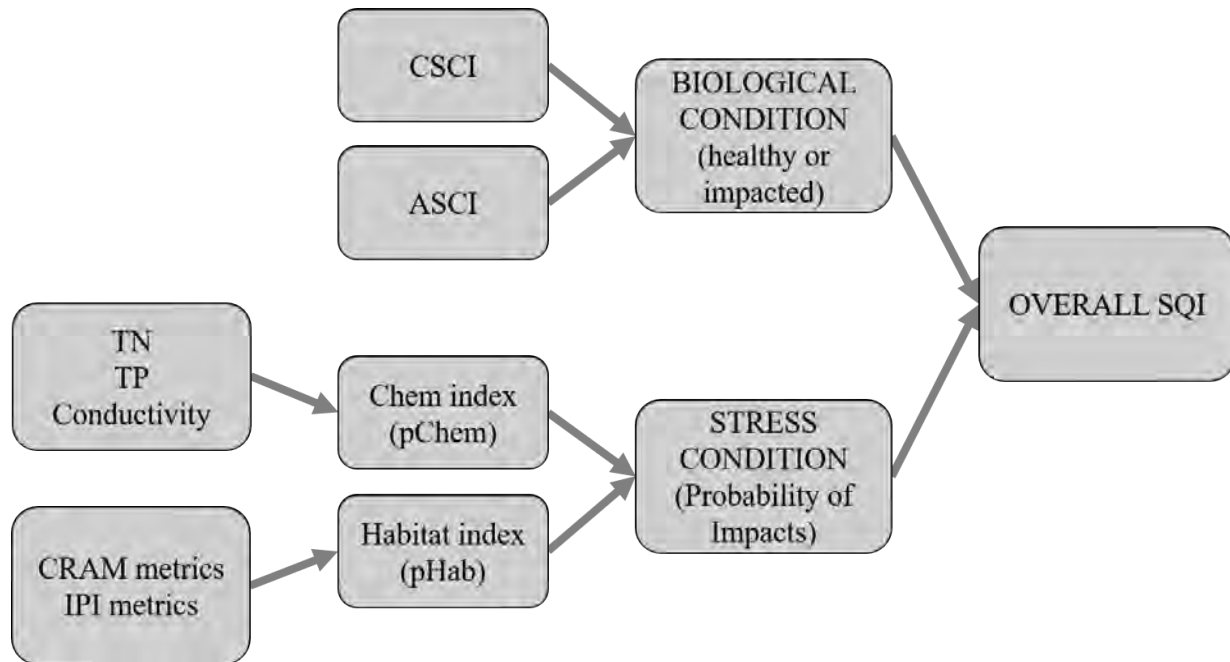 CSCI
ASCI
BIOLOGICAL
CONDITION
(healthy or
impacted)
OVERALL SQI
TN
TP
Conductivity
Chem index
(pChem)
CRAM metrics
IPI metrics
Habitat index
(pHab)
STRESS
CONDITION
(Probability of
Impacts)